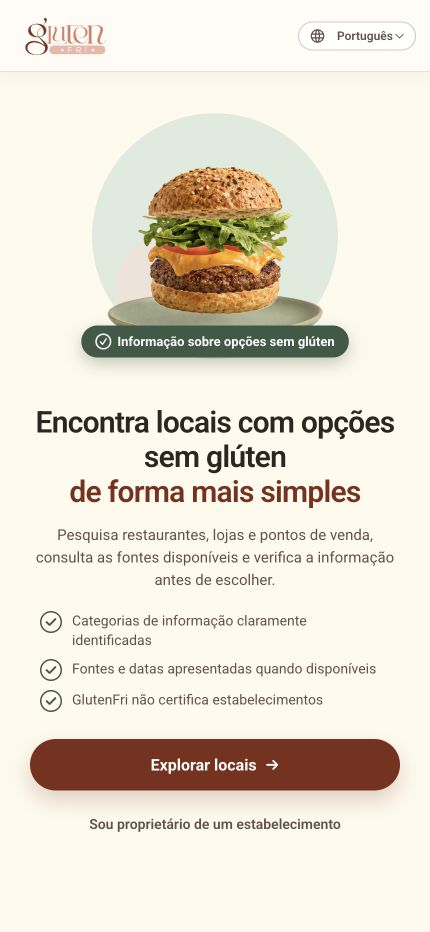 gluten
• FRI •
Português
Informação sobre opções sem glúten
Encontra locais com opções
sem glúten
de forma mais simples
Pesquisa restaurantes, lojas e pontos de venda,
consulta as fontes disponíveis e verifica a informação
antes de escolher.
Categorias de informação claramente
identificadas
Fontes e datas apresentadas quando disponíveis
GlutenFri não certifica estabelecimentos
Explorar locais →
Sou proprietário de um estabelecimento